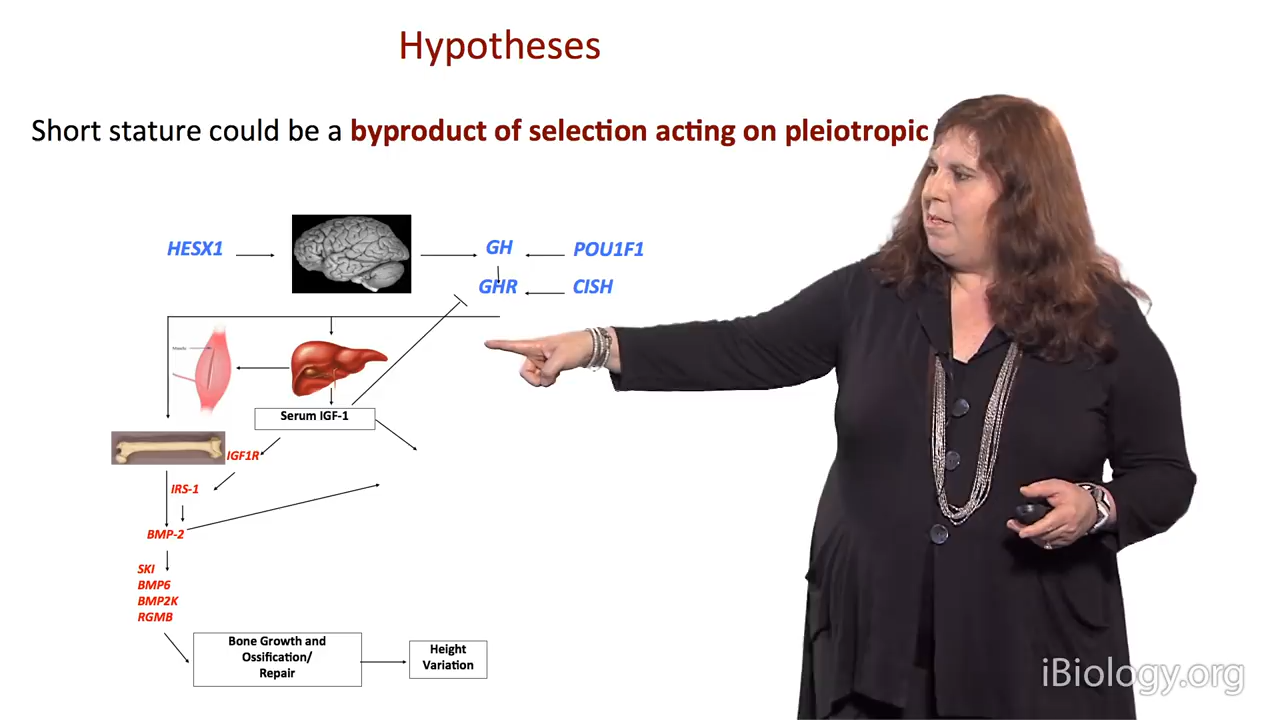 Hypotheses
Short stature could be a byproduct of selection acting on pleiotropic
HESX1
GH
POU1F1
GHR
CISH
Serum IGF-1
IGF1R
IRS-1
BMP-2
SKI
BMP6
BMP2K
RGMB
Bone Growth and
Ossification/
Repair
Height
Variation
iBiology.org